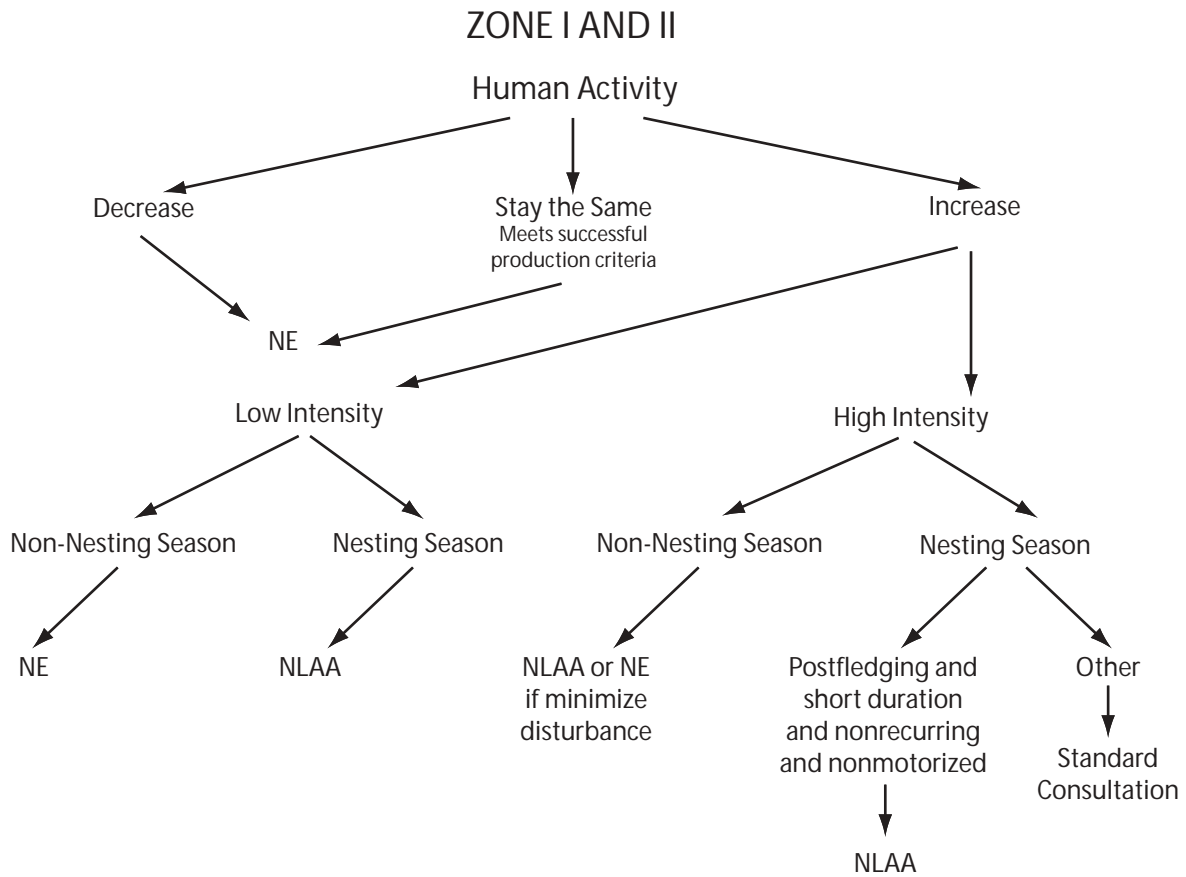 ZONE I AND II
Human Activity
Decrease
Stay the Same
Meets successful
production criteria
Increase
NE
Low Intensity
High Intensity
Non-Nesting Season
Nesting Season
Non-Nesting Season
Nesting Season
NE
NLAA
NLAA or NE
if minimize
disturbance
Postfledging and
short duration
and nonrecurring
and nonmotorized
Other
Standard
Consultation
NLAA